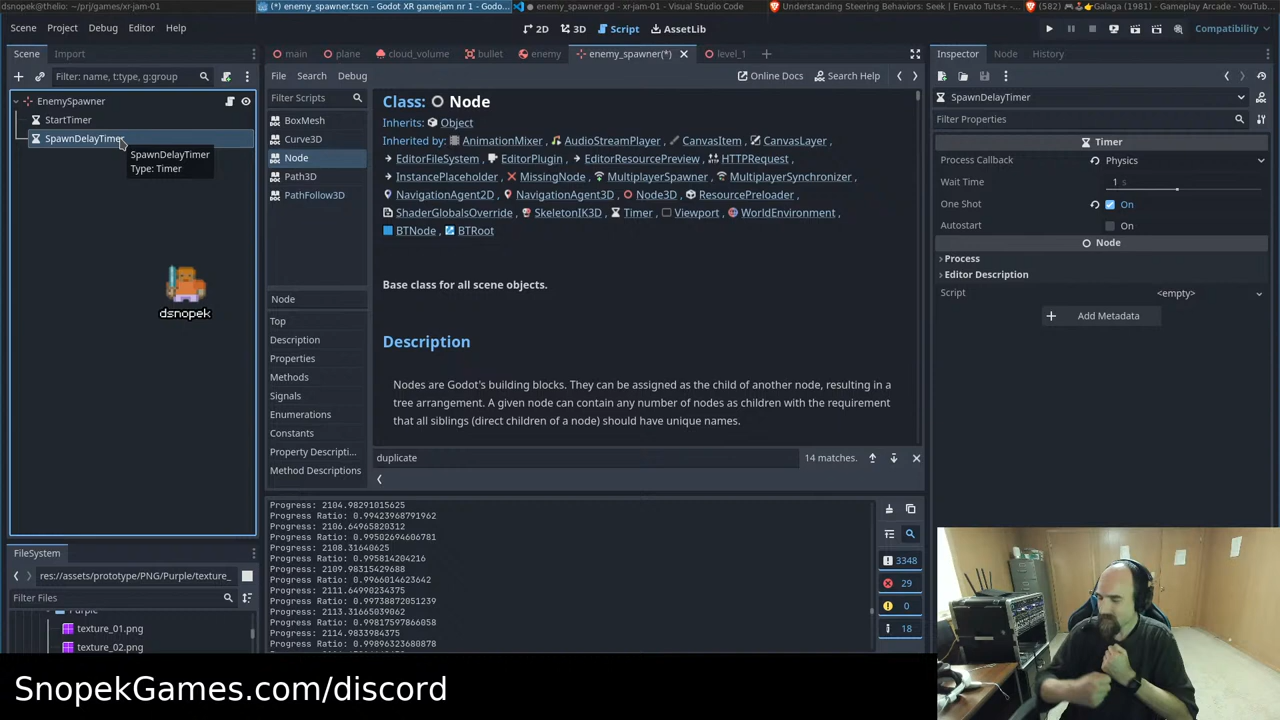 dsnopek@thelio: ~/prj/games/xr-jam-01
(*) enemy_spawner.tscn - Godot XR gamejam nr 1 - Godo...
● enemy_spawner.gd - xr-jam-01 - Visual Studio Code
Understanding Steering Behaviors: Seek | Envato Tuts+ -...
Galaga (1981) - Gameplay Arcade - YouTub...
Scene Project Debug Editor Help
2D 3D Script AssetLib
Compatibility
Scene Import
main plane cloud_volume bullet enemy enemy_spawner(*) level_1
Inspector Node History
Filter: name, t:type, g:group
File Search Debug
Online Docs Search Help
EnemySpawner
StartTimer
SpawnDelayTimer
SpawnDelayTimer
Type: Timer
dsnopek
Filter Scripts
BoxMesh
Curve3D
Node
Path3D
PathFollow3D
Node
Top
Description
Properties
Methods
Signals
Enumerations
Constants
Property Descripti...
Method Descriptions
Class: Node
Inherits: Object
Inherited by: AnimationMixer , AudioStreamPlayer , CanvasItem , CanvasLayer ,
EditorFileSystem , EditorPlugin , EditorResourcePreview , HTTPRequest ,
InstancePlaceholder , MissingNode , MultiplayerSpawner , MultiplayerSynchronizer ,
NavigationAgent2D , NavigationAgent3D , Node3D , ResourcePreloader ,
ShaderGlobalsOverride , SkeletonIK3D , Timer , Viewport , WorldEnvironment ,
BTNode , BTRoot
Base class for all scene objects.
Description
Nodes are Godot's building blocks. They can be assigned as the child of another node, resulting in a
tree arrangement. A given node can contain any number of nodes as children with the requirement
that all siblings (direct children of a node) should have unique names.
duplicate
14 matches.
SpawnDelayTimer
Filter Properties
Timer
Process Callback Physics
Wait Time 1 s
One Shot On
Autostart On
Node
Process
Editor Description
Script <empty>
Add Metadata
Progress: 2104.98291015625
Progress Ratio: 0.99423968791962
Progress: 2106.64965820312
Progress Ratio: 0.99502694606781
Progress: 2108.31640625
Progress Ratio: 0.995814204216
Progress: 2109.98315429688
Progress Ratio: 0.9966014623642
Progress: 2111.64990234375
Progress Ratio: 0.99738872051239
Progress: 2113.31665039062
Progress Ratio: 0.99817597866058
Progress: 2114.9833984375
Progress Ratio: 0.99896323680878
3348
29
0
18
FileSystem
res://assets/prototype/PNG/Purple/texture_
Filter Files
Purple
texture_01.png
texture_02.png
SnopekGames.com/discord